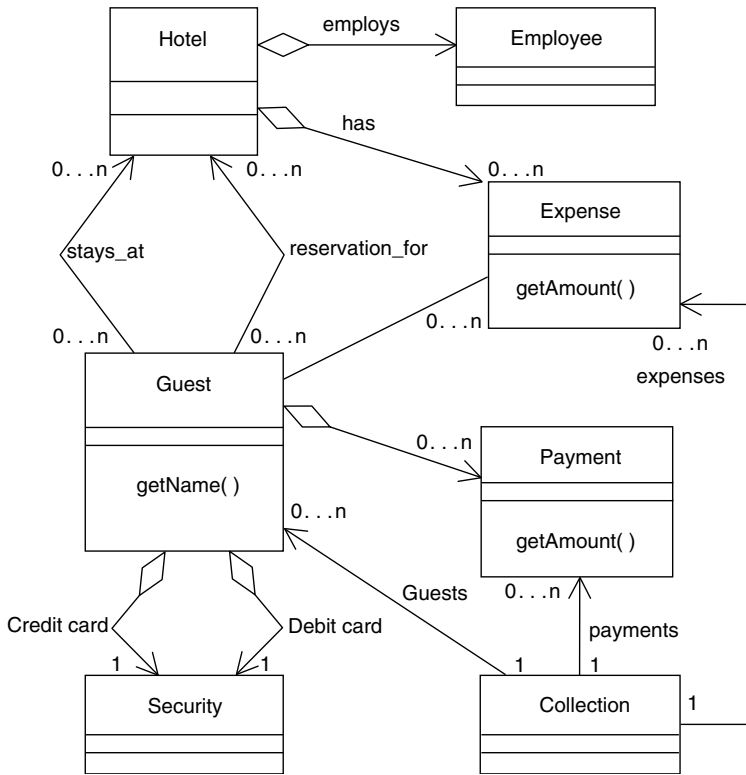 Hotel
employs
Employee
has
0...n
0...n
0...n
Expense
stays_at
reservation_for
getAmount( )
0...n
0...n
0...n
0...n
expenses
Guest
0...n
Payment
getName( )
0...n
getAmount( )
Guests
0...n
Credit card
Debit card
payments
1
1
1
1
1
Security
Collection